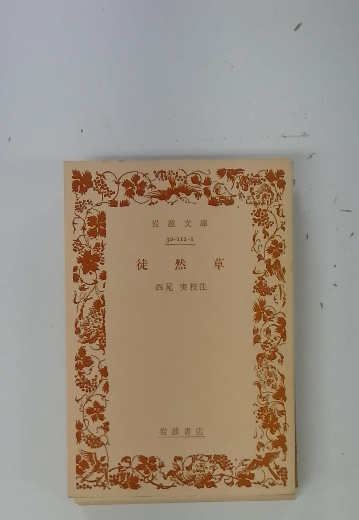 岩波文庫
30-112-1
徒然草
西尾 実校注
岩波書店